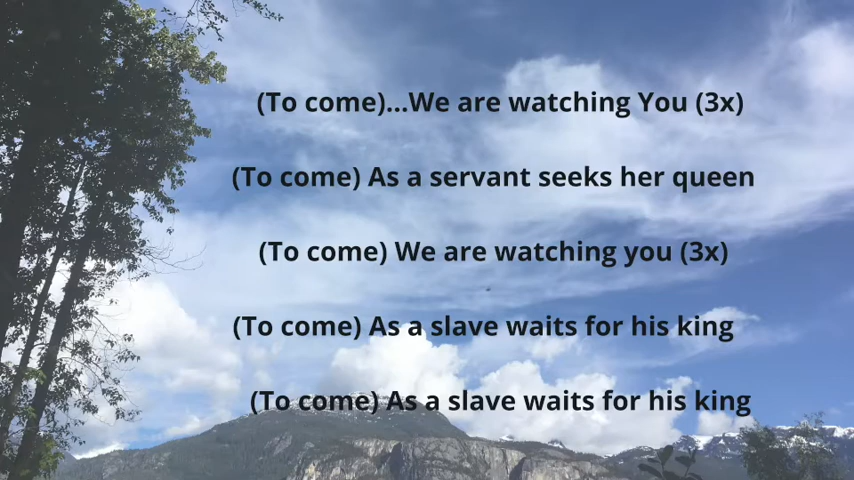 (To come)...We are watching You (3x)
(To come) As a servant seeks her queen
(To come) We are watching you (3x)
(To come) As a slave waits for his king
(To come) As a slave waits for his king